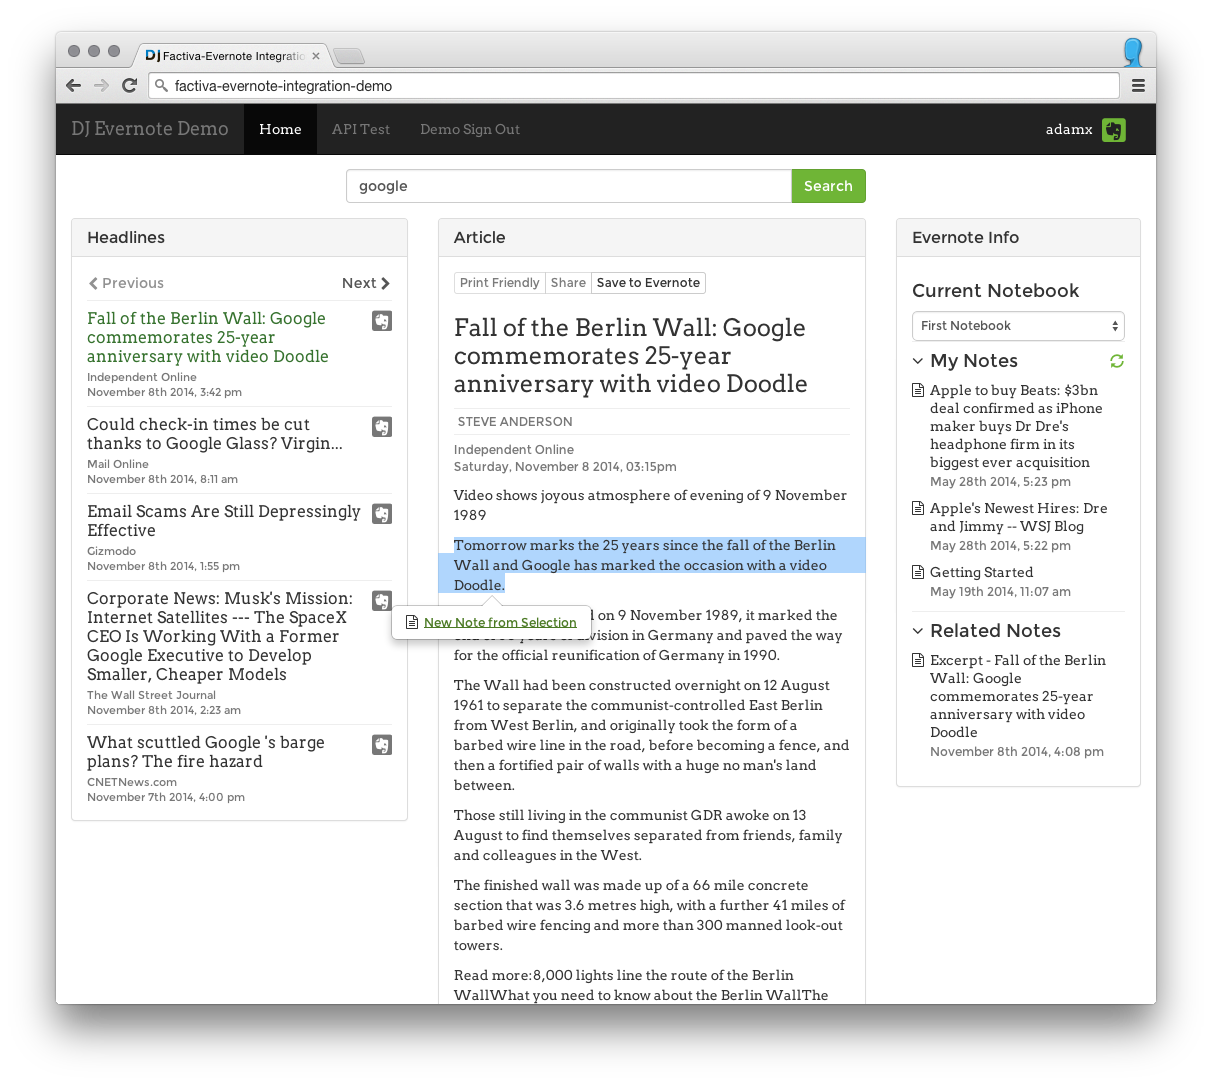 DJ Factiva-Evernote Integratio
factiva-evernote-integration-demo
DJ Evernote Demo
Home
API Test
Demo Sign Out
adamx
google
Search
Headlines
Previous
Next
Fall of the Berlin Wall: Google
commemorates 25-year
anniversary with video Doodle
Independent Online
November 8th 2014, 3:42 pm
Could check-in times be cut
thanks to Google Glass? Virgin...
Mail Online
November 8th 2014, 8:11 am
Email Scams Are Still Depressingly
Effective
Gizmodo
November 8th 2014, 1:55 pm
Corporate News: Musk's Mission:
Internet Satellites --- The SpaceX
CEO Is Working With a Former
Google Executive to Develop
Smaller, Cheaper Models
The Wall Street Journal
November 8th 2014, 2:23 am
What scuttled Google 's barge
plans? The fire hazard
CNETNews.com
November 7th 2014, 4:00 pm
Article
Print Friendly
Share
Save to Evernote
Fall of the Berlin Wall: Google
commemorates 25-year
anniversary with video Doodle
STEVE ANDERSON
Independent Online
Saturday, November 8 2014, 03:15pm
Video shows joyous atmosphere of evening of 9 November
1989
Tomorrow marks the 25 years since the fall of the Berlin
Wall and Google has marked the occasion with a video
Doodle.
New Note from Selection
on 9 November 1989, it marked the
division in Germany and paved the way
for the official reunification of Germany in 1990.
The Wall had been constructed overnight on 12 August
1961 to separate the communist-controlled East Berlin
from West Berlin, and originally took the form of a
barbed wire line in the road, before becoming a fence, and
then a fortified pair of walls with a huge no man's land
between.
Those still living in the communist GDR awoke on 13
August to find themselves separated from friends, family
and colleagues in the West.
The finished wall was made up of a 66 mile concrete
section that was 3.6 metres high, with a further 41 miles of
barbed wire fencing and more than 300 manned look-out
towers.
Read more:8,000 lights line the route of the Berlin
WallWhat you need to know about the Berlin WallThe
Evernote Info
Current Notebook
First Notebook
My Notes
Apple to buy Beats: $3bn
deal confirmed as iPhone
maker buys Dr Dre's
headphone firm in its
biggest ever acquisition
May 28th 2014, 5:23 pm
Apple's Newest Hires: Dre
and Jimmy -- WSJ Blog
May 28th 2014, 5:22 pm
Getting Started
May 19th 2014, 11:07 am
Related Notes
Excerpt - Fall of the Berlin
Wall: Google
commemorates 25-year
anniversary with video
Doodle
November 8th 2014, 4:08 pm